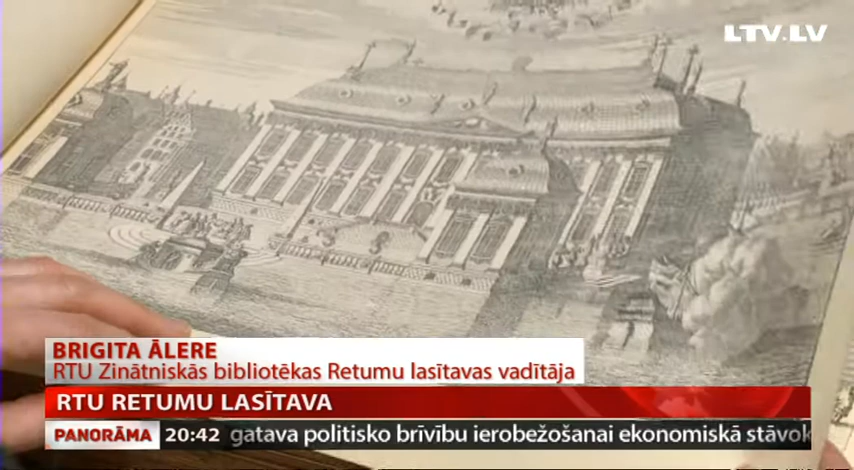 LTV.LV
BRIGITA ĀLERE
RTU Zinātniskās bibliotēkas Retumu lasītavas vadītāja
RTU RETUMU LASĪTAVA
PANORĀMA 20:42 gatava politisko brīvību ierobežošanai ekonomiskā stāvok